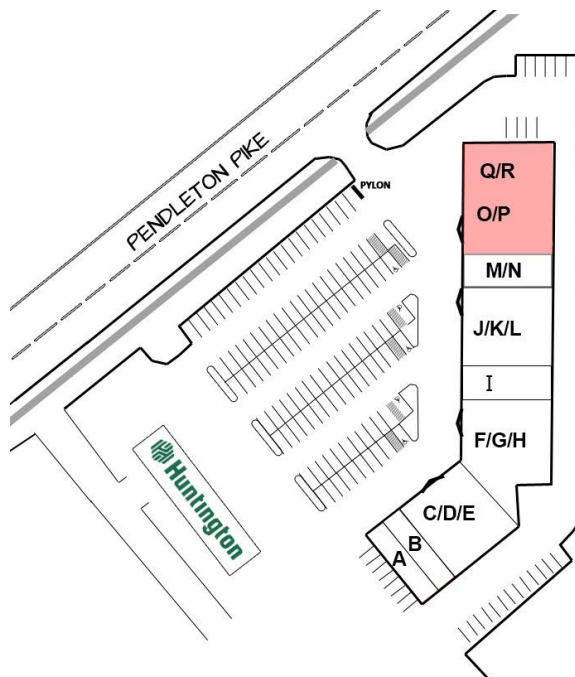 PENDLETON PIKE
PYLON
Q/R
O/P
M/N
J/K/L
I
F/G/H
C/D/E
B
A
Huntington